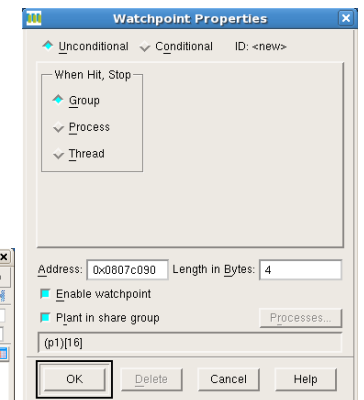 Watchpoint Properties
Unconditional Conditional ID: <new>
When Hit, Stop
Group
Process
Thread
Address: 0x0807c090 Length in Bytes: 4
Enable watchpoint
Plant in share group Processes...
(p1)[16]
OK Delete Cancel Help